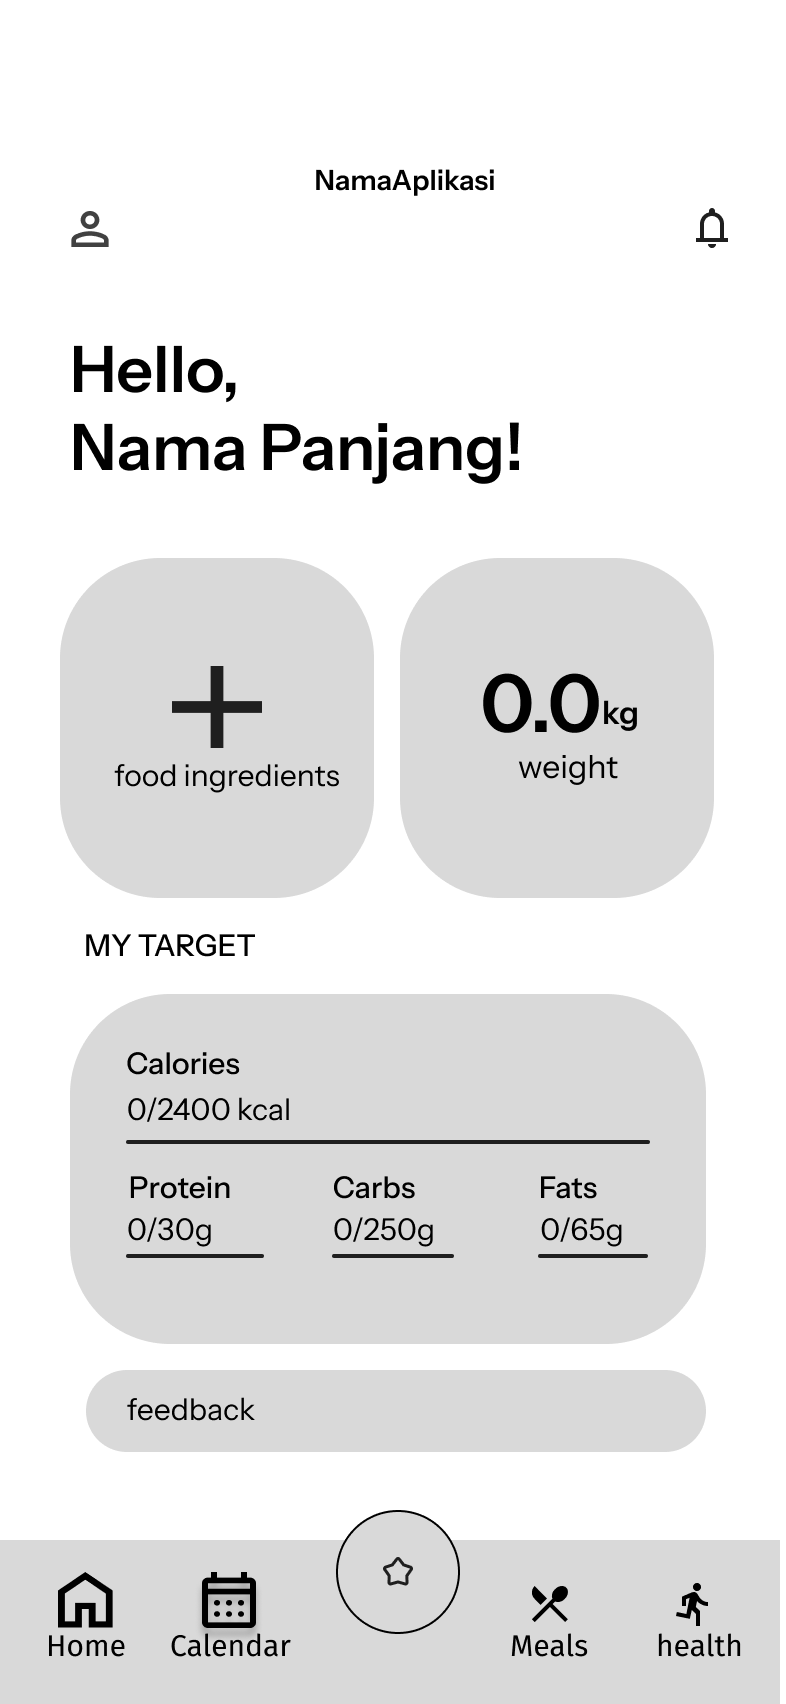 NamaAplikasi
Hello,
Nama Panjang!
food ingredients
0.0kg
weight
MY TARGET
Calories
0/2400 kcal
Protein
0/30g
Carbs
0/250g
Fats
0/65g
feedback
Home
Calendar
Meals
health